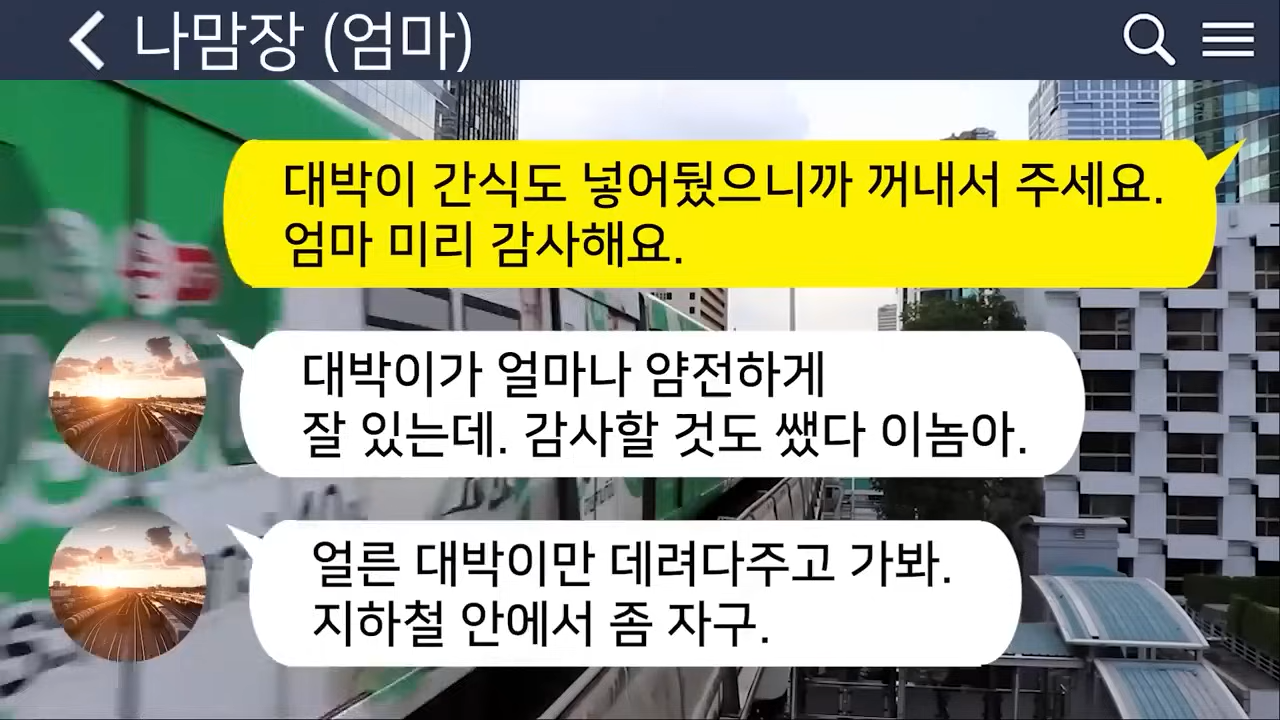 나맘장 (엄마)
대박이 간식도 넣어뒀으니까 꺼내서 주세요.
엄마 미리 감사해요.
대박이가 얼마나 얌전하게
잘 있는데. 감사할 것도 쌨다 이놈아.
얼른 대박이만 데려다주고 가봐.
지하철 안에서 좀 자구.